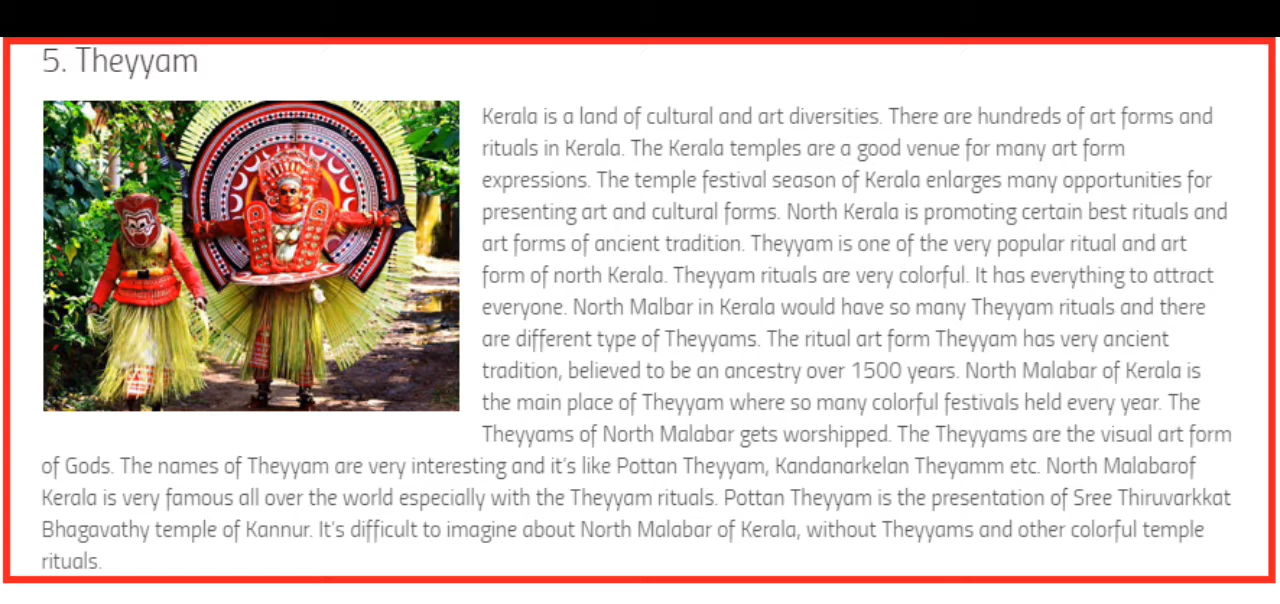 5. Theyyam
Kerala is a land of cultural and art diversities. There are hundreds of art forms and
rituals in Kerala. The Kerala temples are a good venue for many art form
expressions. The temple festival season of Kerala enlarges many opportunities for
presenting art and cultural forms. North Kerala is promoting certain best rituals and
art forms of ancient tradition. Theyyam is one of the very popular ritual and art
form of north Kerala. Theyyam rituals are very colorful. It has everything to attract
everyone. North Malbar in Kerala would have so many Theyyam rituals and there
are different type of Theyyams. The ritual art form Theyyam has very ancient
tradition, believed to be an ancestry over 1500 years. North Malabar of Kerala is
the main place of Theyyam where so many colorful festivals held every year. The
Theyyams of North Malabar gets worshipped. The Theyyams are the visual art form
of Gods. The names of Theyyam are very interesting and it's like Pottan Theyyam, Kandanarkelan Theyamm etc. North Malabarof
Kerala is very famous all over the world especially with the Theyyam rituals. Pottan Theyyam is the presentation of Sree Thiruvarkkat
Bhagavathy temple of Kannur. It's difficult to imagine about North Malabar of Kerala, without Theyyams and other colorful temple
rituals.